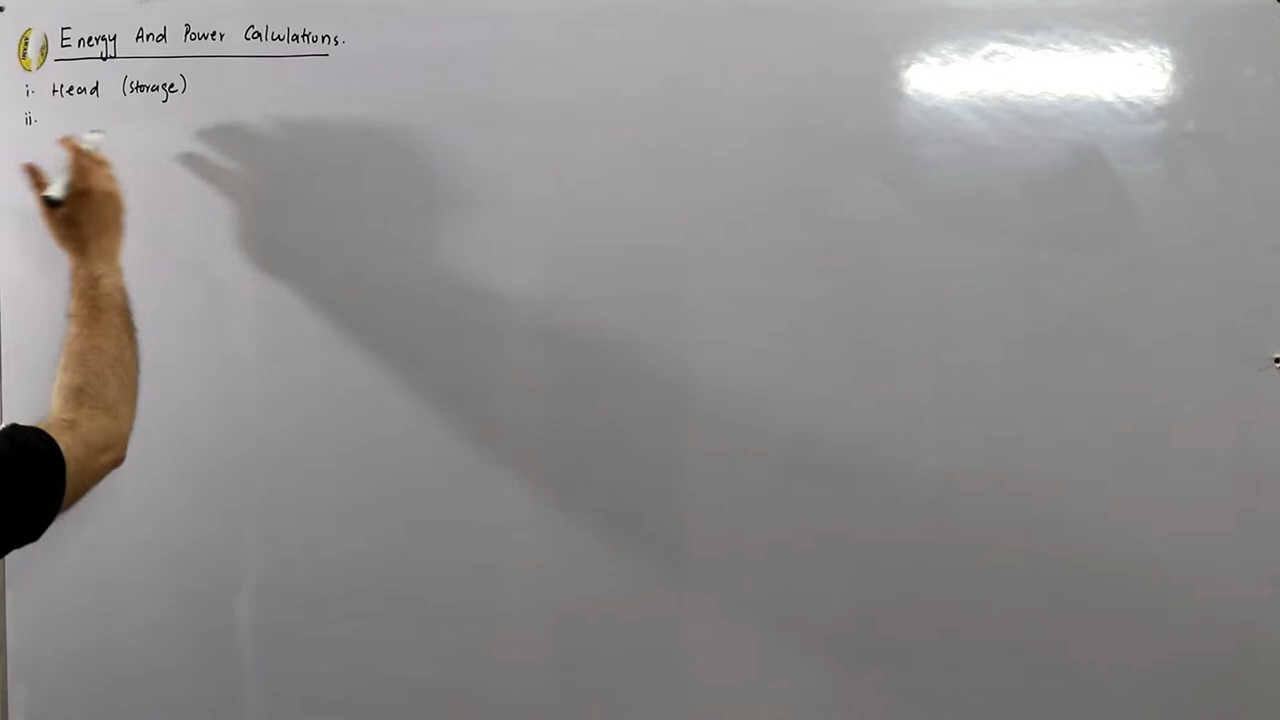 Energy And Power Calculations.
i. Head (storage)
ii.